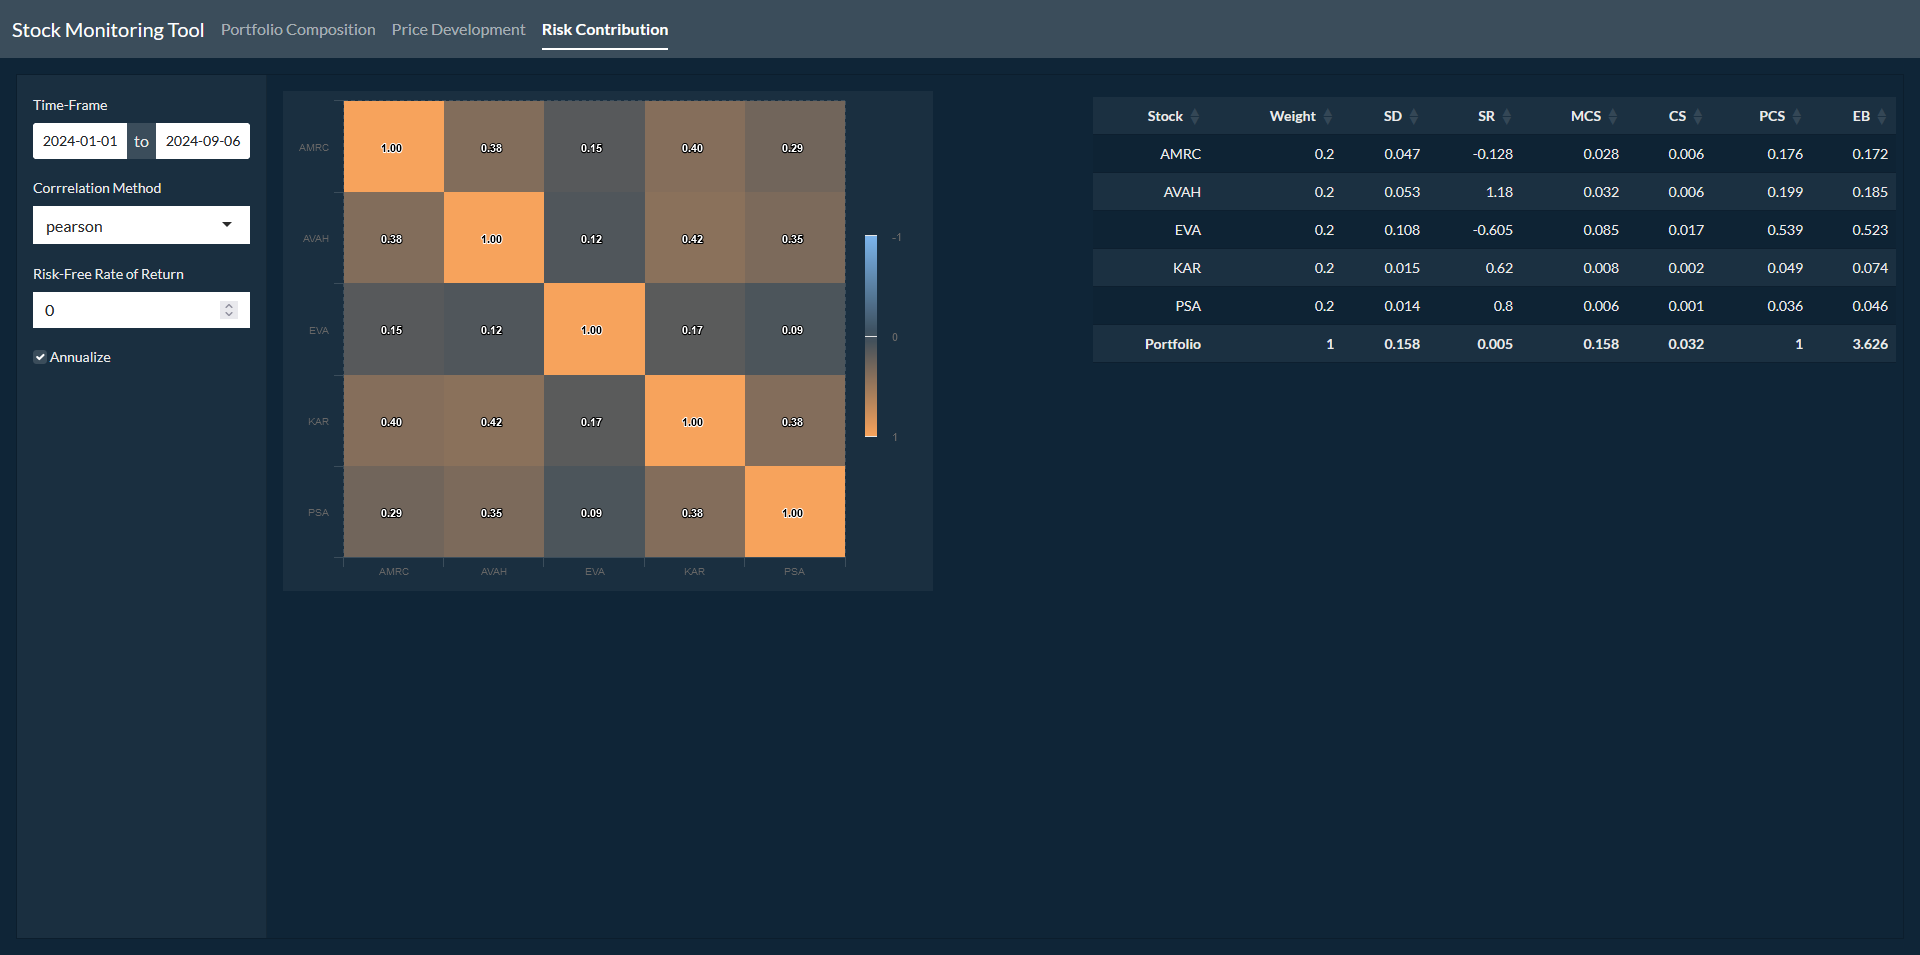 Stock Monitoring Tool Portfolio Composition Price Development Risk Contribution
Time-Frame
2024-01-01 to 2024-09-06
Corrrelation Method
pearson
Risk-Free Rate of Return
0
Annualize
AMRC 1.00 0.38 0.15 0.40 0.29
AVAH 0.38 1.00 0.12 0.42 0.35
EVA 0.15 0.12 1.00 0.17 0.09
KAR 0.40 0.42 0.17 1.00 0.38
PSA 0.29 0.35 0.09 0.38 1.00
AMRC AVAH EVA KAR PSA
-1
0
1
Stock Weight SD SR MCS CS PCS EB
AMRC 0.2 0.047 -0.128 0.028 0.006 0.176 0.172
AVAH 0.2 0.053 1.18 0.032 0.006 0.199 0.185
EVA 0.2 0.108 -0.605 0.085 0.017 0.539 0.523
KAR 0.2 0.015 0.62 0.008 0.002 0.049 0.074
PSA 0.2 0.014 0.8 0.006 0.001 0.036 0.046
Portfolio 1 0.158 0.005 0.158 0.032 1 3.626